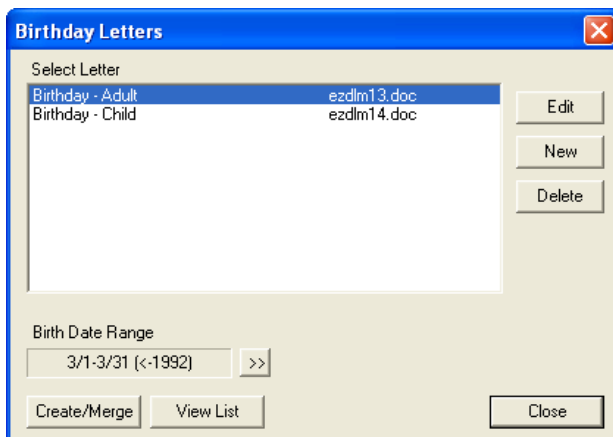 Birthday Letters
Select Letter
Birthday - Adult ezdlm13.doc
Birthday - Child ezdlm14.doc
Edit
New
Delete
Birth Date Range
3/1-3/31 (<-1992) >>
Create/Merge View List Close